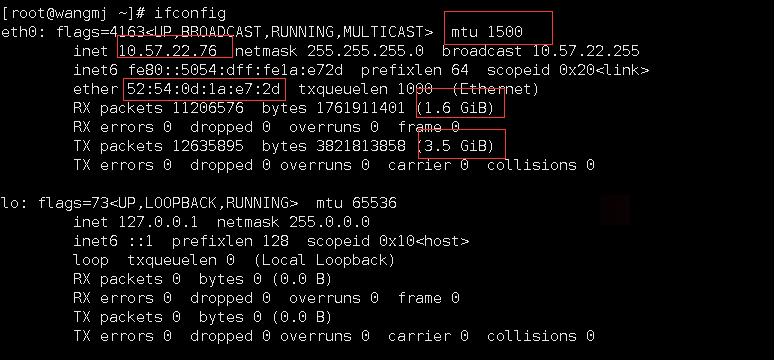 [root@wangmj ~]# ifconfig
eth0: flags=4163<UP,BROADCAST,RUNNING,MULTICAST>  mtu 1500
inet 10.57.22.76  netmask 255.255.255.0  broadcast 10.57.22.255
inet6 fe80::5054:dff:fe1a:e72d  prefixlen 64  scopeid 0x20<link>
ether 52:54:0d:1a:e7:2d  txqueuelen 1000  (Ethernet)
RX packets 11206576  bytes 1761911401 (1.6 GiB)
RX errors 0  dropped 0  overruns 0  frame 0
TX packets 12635895  bytes 3821813858 (3.5 GiB)
TX errors 0  dropped 0 overruns 0  carrier 0  collisions 0
lo: flags=73<UP,LOOPBACK,RUNNING>  mtu 65536
inet 127.0.0.1  netmask 255.0.0.0
inet6 ::1  prefixlen 128  scopeid 0x10<host>
loop  txqueuelen 0  (Local Loopback)
RX packets 0  bytes 0 (0.0 B)
RX errors 0  dropped 0  overruns 0  frame 0
TX packets 0  bytes 0 (0.0 B)
TX errors 0  dropped 0 overruns 0  carrier 0  collisions 0